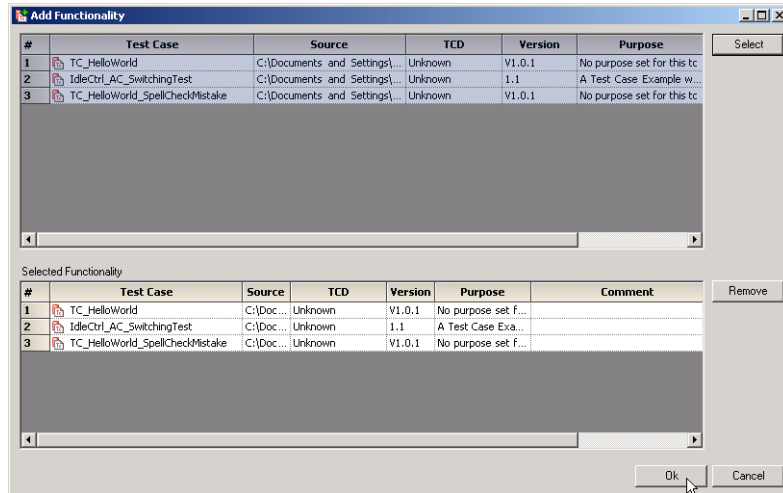 Add Functionality
# Test Case Source TCD Version Purpose
1 TC_HelloWorld C:\Documents and Settings\... Unknown V1.0.1 No purpose set for this tc
2 IdleCtrl_AC_SwitchingTest C:\Documents and Settings\... Unknown 1.1 A Test Case Example w...
3 TC_HelloWorld_SpellCheckMistake C:\Documents and Settings\... Unknown V1.0.1 No purpose set for this tc
Select
Selected Functionality
# Test Case Source TCD Version Purpose Comment
1 TC_HelloWorld C:\Doc... Unknown V1.0.1 No purpose set f...
2 IdleCtrl_AC_SwitchingTest C:\Doc... Unknown 1.1 A Test Case Exa...
3 TC_HelloWorld_SpellCheckMistake C:\Doc... Unknown V1.0.1 No purpose set f...
Remove
Ok Cancel